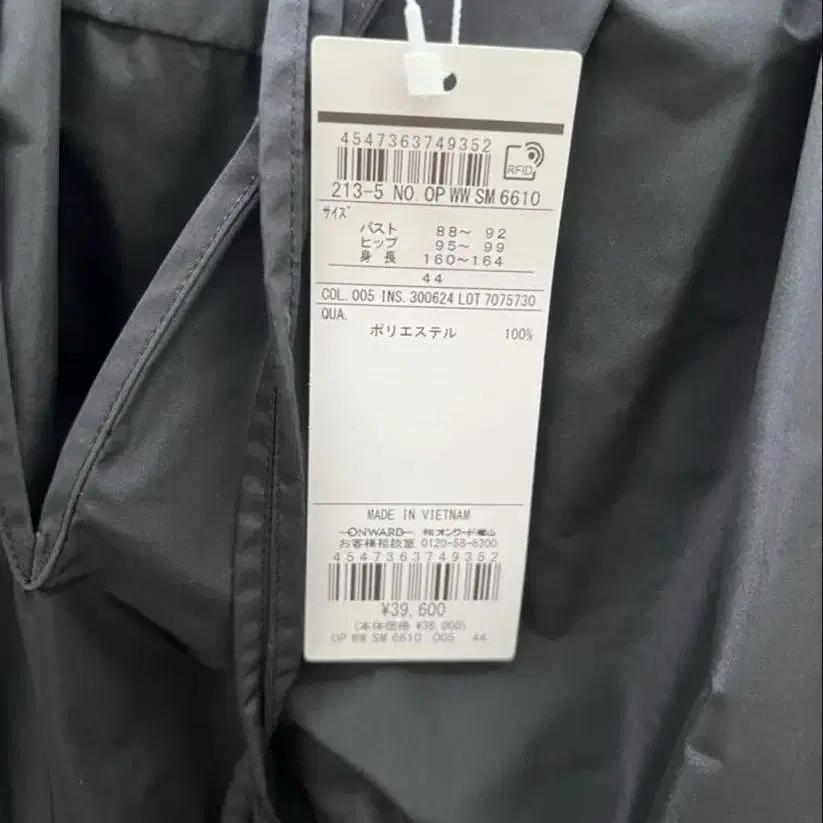 4547363749352
RFID
213-5 NO. OP WW SM 6610
サイズ
バスト 88～ 92
ヒップ 95～ 99
身長 160～164
44
COL. 005 INS. 300624 LOT 7075730
QUA.
ポリエステル 100%
MADE IN VIETNAM
ONWARD ㈱オンワード樫山
お客様相談室 0120-58-6300
4547363749352
¥39,600
(本体価格 ¥36,000)
OP WW SM 6610 005 44